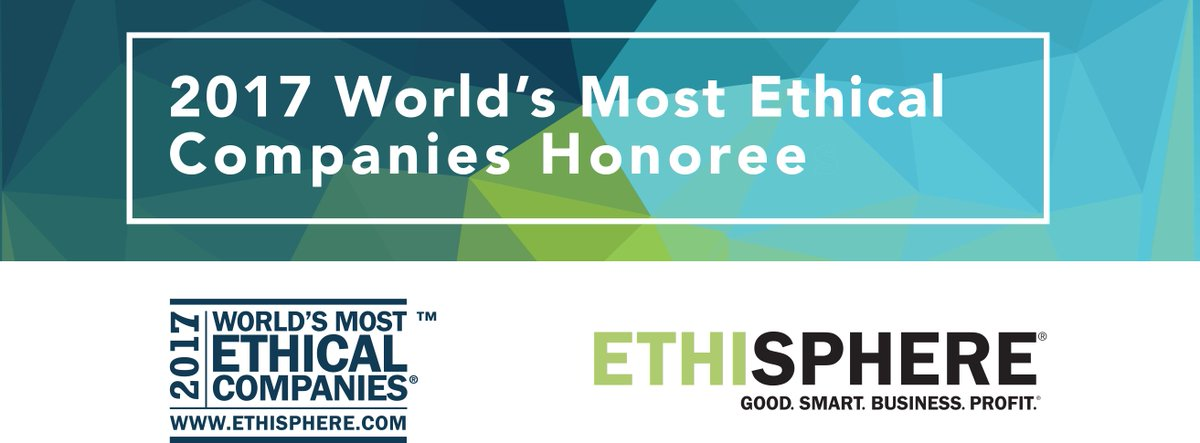 2017 World's Most Ethical
Companies Honoree
2017
WORLD'S MOST ™
ETHICAL
COMPANIES®
WWW.ETHISPHERE.COM
ETHISPHERE®
GOOD. SMART. BUSINESS. PROFIT.®